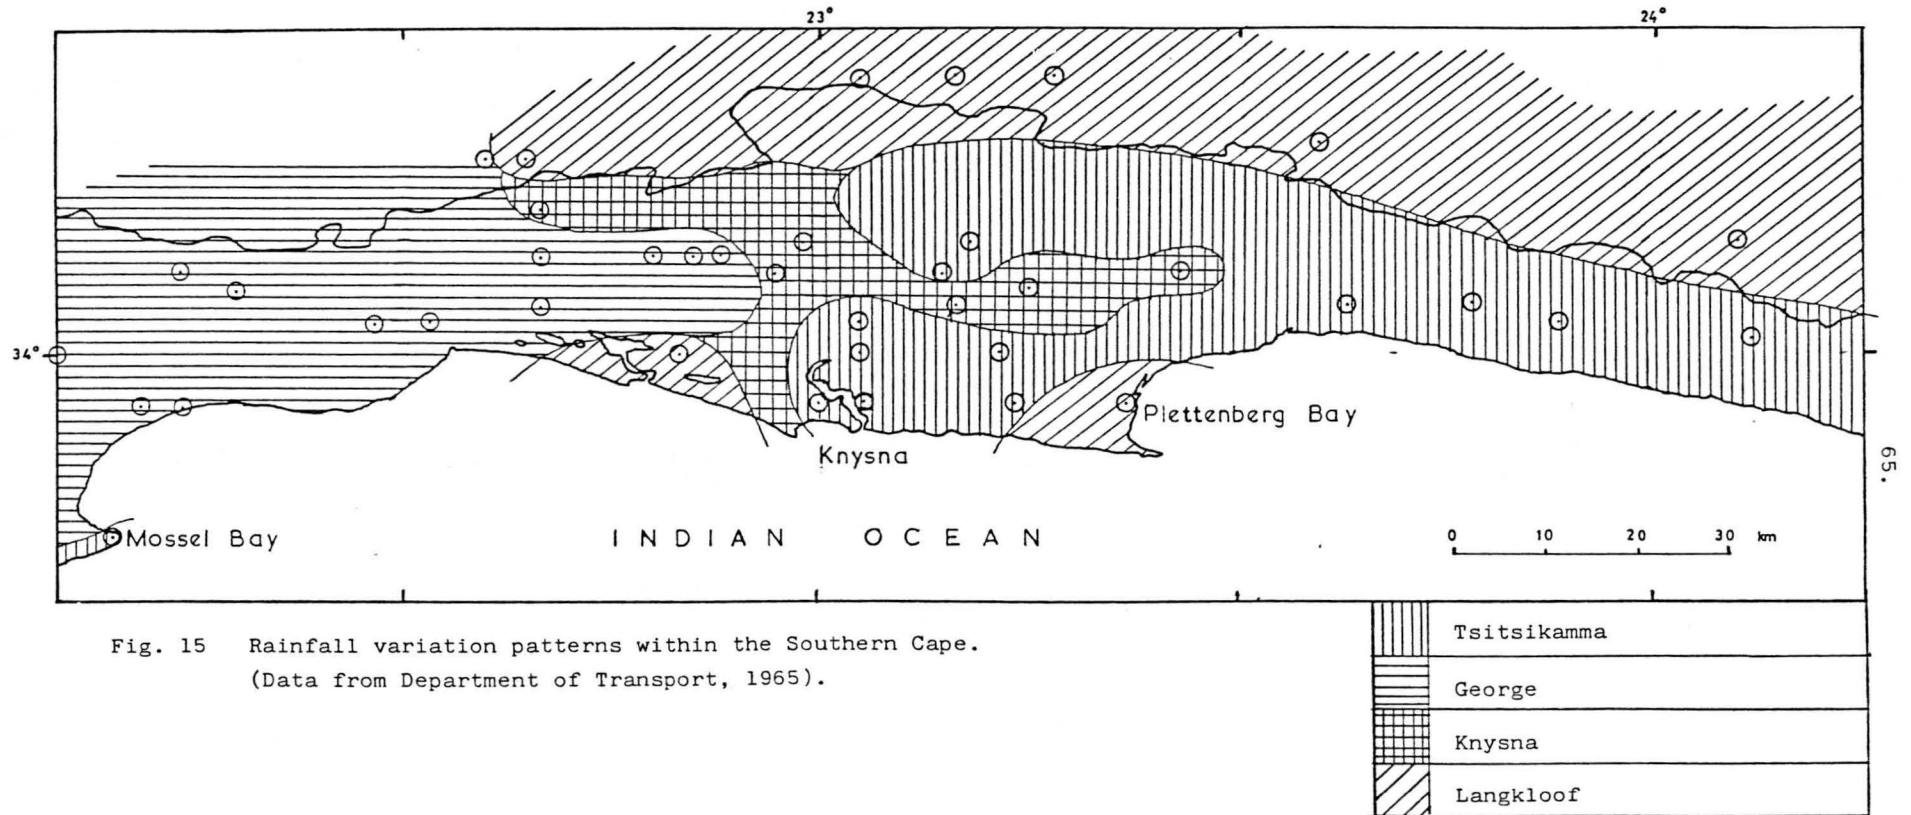 23°
24°
34°
Plettenberg Bay
Knysna
65.
Mossel Bay
INDIAN OCEAN
0 10 20 30 km
Fig. 15 Rainfall variation patterns within the Southern Cape.
(Data from Department of Transport, 1965).
Tsitsikamma
George
Knysna
Langkloof